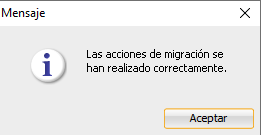 Mensaje
Las acciones de migración se
han realizado correctamente.
Aceptar